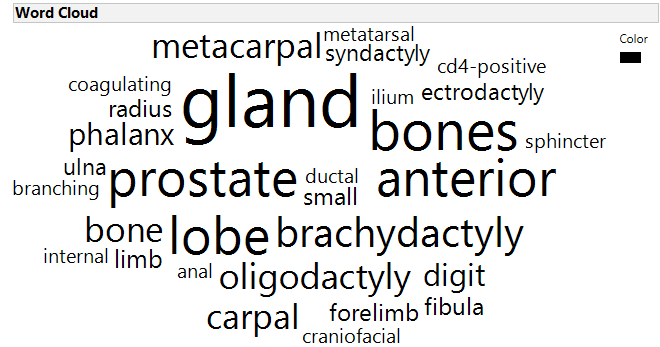 Word Cloud
Color
metatarsal
metacarpal
syndactyly
cd4-positive
coagulating
gland
ilium
ectrodactyly
radius
bones
phalanx
sphincter
ulna
prostate
ductal
anterior
branching
small
bone
lobe
brachydactyly
internal
limb
anal
oligodactyly
digit
carpal
forelimb
fibula
craniofacial